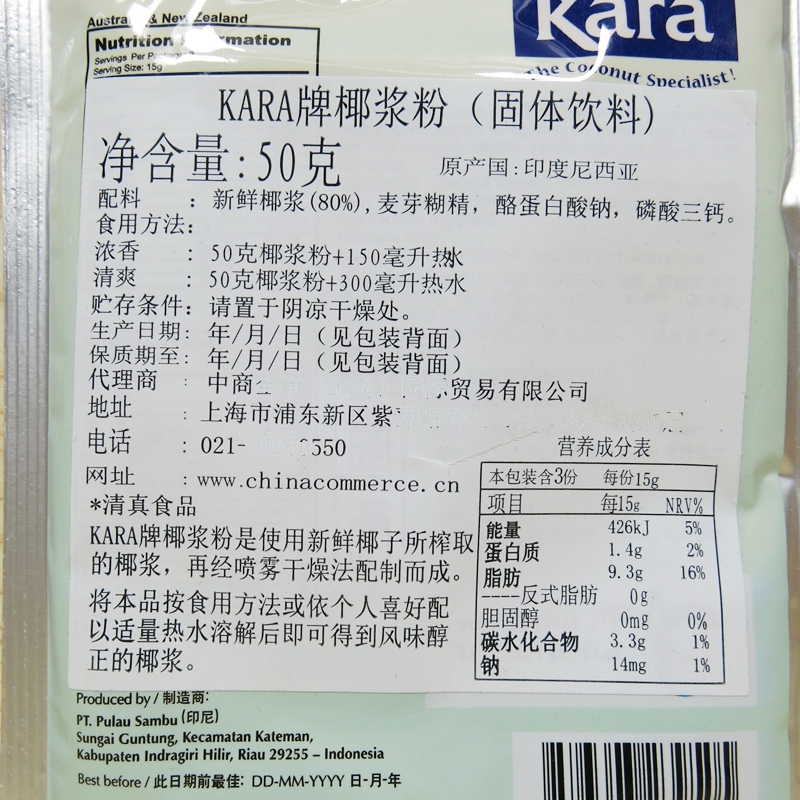 Australia & New Zealand
Nutrition Information
Servings Per Package:
Serving Size: 15g
Kara
The Coconut Specialist!
KARA牌椰浆粉（固体饮料）
净含量:50克
原产国:印度尼西亚
配料 : 新鲜椰浆(80%),麦芽糊精，酪蛋白酸钠，磷酸三钙。
食用方法:
浓香 : 50克椰浆粉+150毫升热水
清爽 : 50克椰浆粉+300毫升热水
贮存条件: 请置于阴凉干燥处。
生产日期: 年/月/日（见包装背面）
保质期至: 年/月/日（见包装背面）
代理商 : 中商 贸易有限公司
地址 : 上海市浦东新区紫
电话 : 021- 550
网址 : www.chinacommerce.cn
*清真食品
KARA牌椰浆粉是使用新鲜椰子所榨取
的椰浆，再经喷雾干燥法配制而成。
将本品按食用方法或依个人喜好配
以适量热水溶解后即可得到风味醇
正的椰浆。
营养成分表
本包装含3份 每份15g
项目 每15g NRV%
能量 426kJ 5%
蛋白质 1.4g 2%
脂肪 9.3g 16%
----反式脂肪 0g
胆固醇 0mg 0%
碳水化合物 3.3g 1%
钠 14mg 1%
Produced by / 制造商:
PT. Pulau Sambu (印尼)
Sungai Guntung, Kecamatan Kateman,
Kabupaten Indragiri Hilir, Riau 29255 – Indonesia
Best before / 此日期前最佳: DD-MM-YYYY 日-月-年